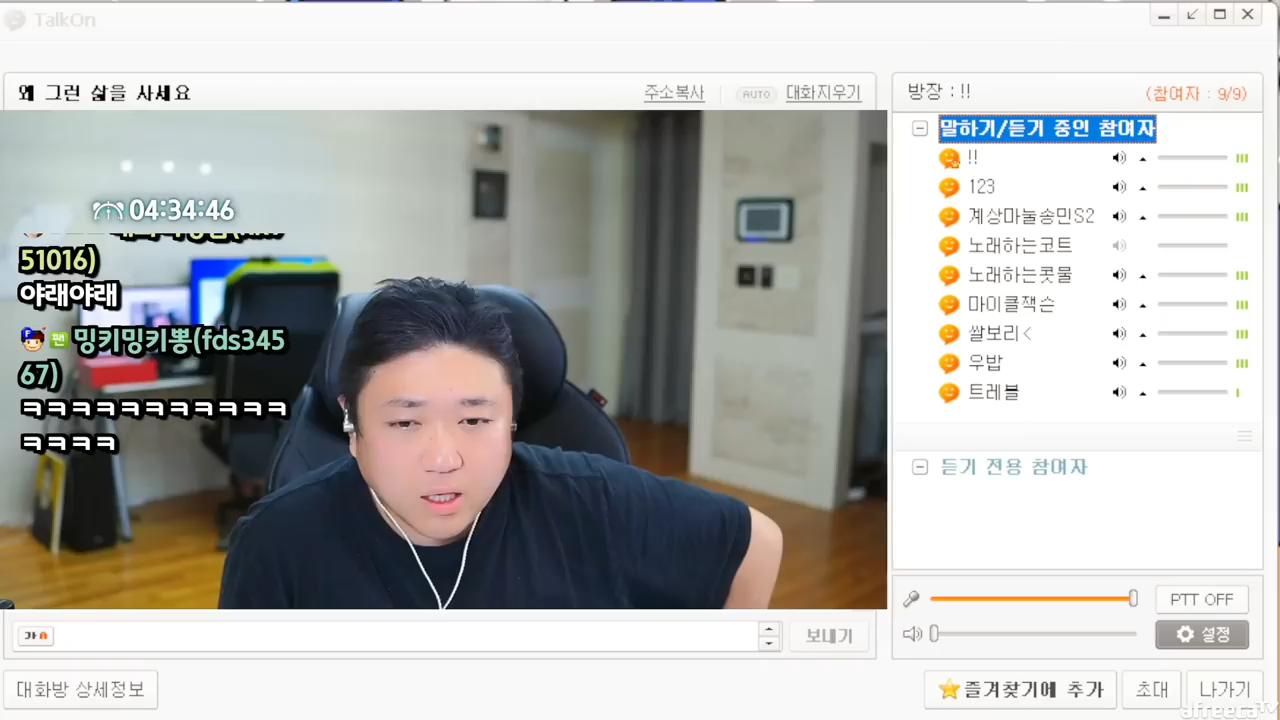 TalkOn
왜 그런 삶을 사세요
주소복사
AUTO
대화지우기
방장 : !!
(참여자 : 9/9)
말하기/듣기 중인 참여자
!!
123
계상마눌송민S2
노래하는코트
노래하는콧물
마이클잭슨
쌀보리<
우밥
트레블
듣기 전용 참여자
04:34:46
51016)
야래야래
팬 밍키밍키뽕(fds345
67)
ㅋㅋㅋㅋㅋㅋㅋㅋㅋㅋㅋ
ㅋㅋㅋㅋ
가A
보내기
PTT OFF
설정
대화방 상세정보
즐겨찾기에 추가
초대
나가기
afreecaTV